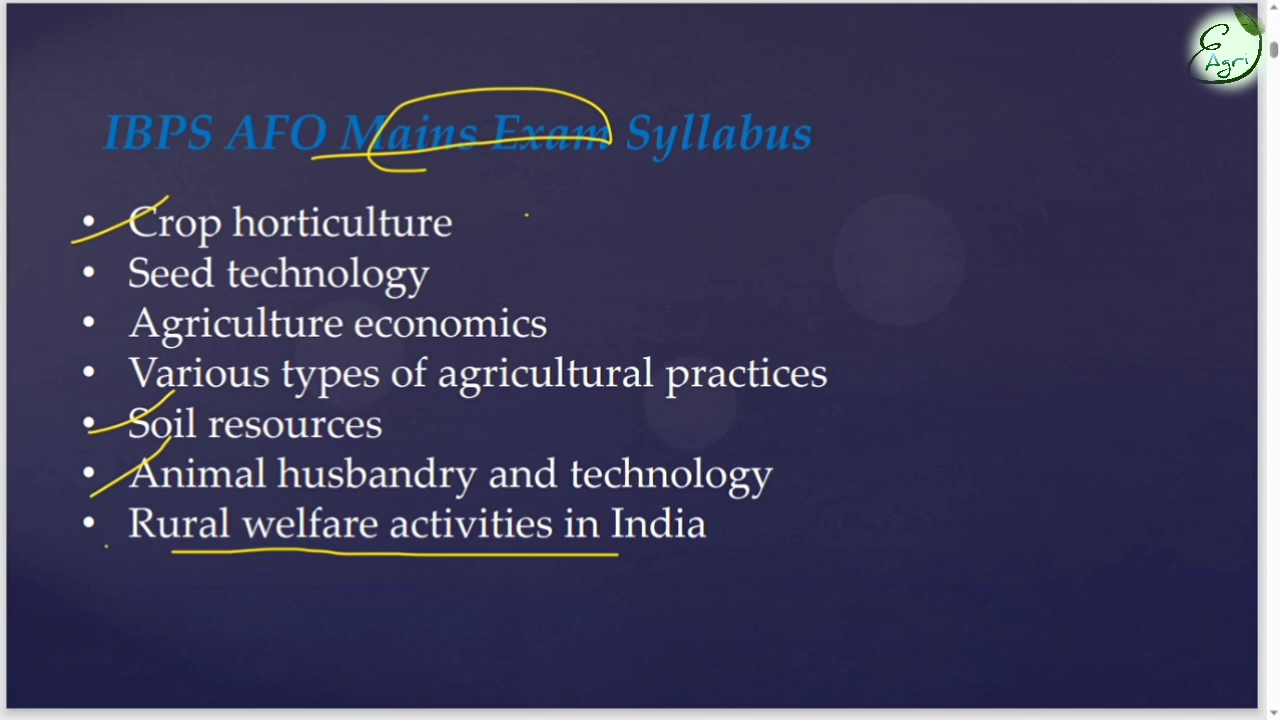 E
Agri
IBPS AFO Mains Exam Syllabus
• Crop horticulture
• Seed technology
• Agriculture economics
• Various types of agricultural practices
• Soil resources
• Animal husbandry and technology
• Rural welfare activities in India